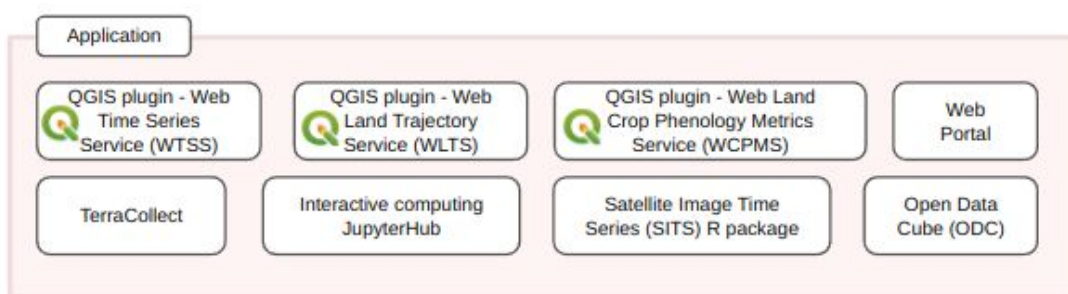 Application
QGIS plugin - Web
Time Series
Service (WTSS)
QGIS plugin - Web
Land Trajectory
Service (WLTS)
QGIS plugin - Web Land
Crop Phenology Metrics
Service (WCPMS)
Web
Portal
TerraCollect
Interactive computing
JupyterHub
Satellite Image Time
Series (SITS) R package
Open Data
Cube (ODC)